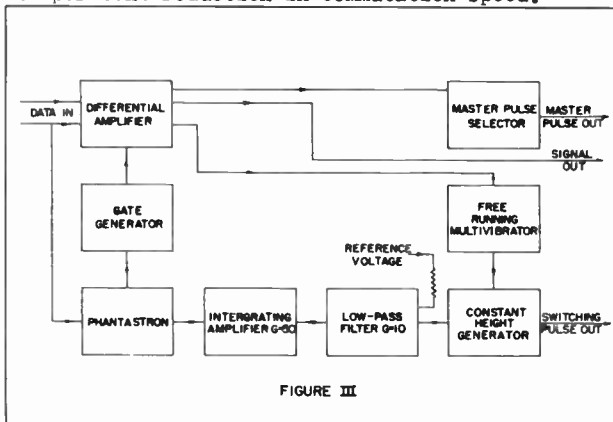 DATA IN
DIFFERENTIAL
AMPLIFIER
MASTER PULSE
SELECTOR
MASTER
PULSE OUT
SIGNAL
OUT
GATE
GENERATOR
FREE
RUNNING
MULTIVIBRATOR
REFERENCE
VOLTAGE
PHANTASTRON
INTERGRATING
AMPLIFIER G=50
LOW-PASS
FILTER G=10
CONSTANT
HEIGHT
GENERATOR
SWITCHING
PULSE OUT
FIGURE III